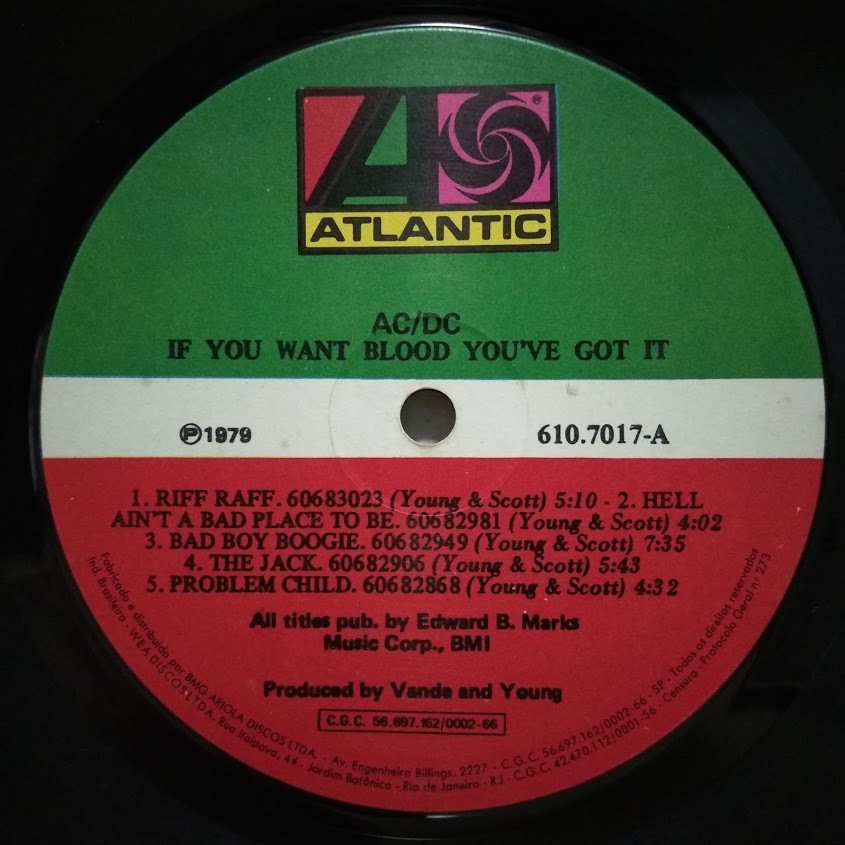 ®
ATLANTIC
AC/DC
IF YOU WANT BLOOD YOU'VE GOT IT
℗1979
610.7017-A
1. RIFF RAFF. 60683023 (Young & Scott) 5:10 - 2. HELL
AIN'T A BAD PLACE TO BE. 60682981 (Young & Scott) 4:02
3. BAD BOY BOOGIE. 60682949 (Young & Scott) 7:35
4. THE JACK. 60682906 (Young & Scott) 5:43
5. PROBLEM CHILD. 60682868 (Young & Scott) 4:32
All titles pub. by Edward B. Marks
Music Corp., BMI
Produced by Vanda and Young
C.G.C. 56.697.162/0002-66
Fabricado e distribuído por BMG ARIOLA DISCOS LTDA. - Av. Engenheiro Billings, 2227 - C.G.C. 56.697.162/0002-66 - SP - Todos os direitos reservados
Ind. Brasileira - WEA DISCOS LTDA. Rua Itaipava, 44 - Jardim Botânico - Rio de Janeiro - RJ - C.G.C. 42.470.112/0001-56 - Censura - Protocolo Geral nº 273